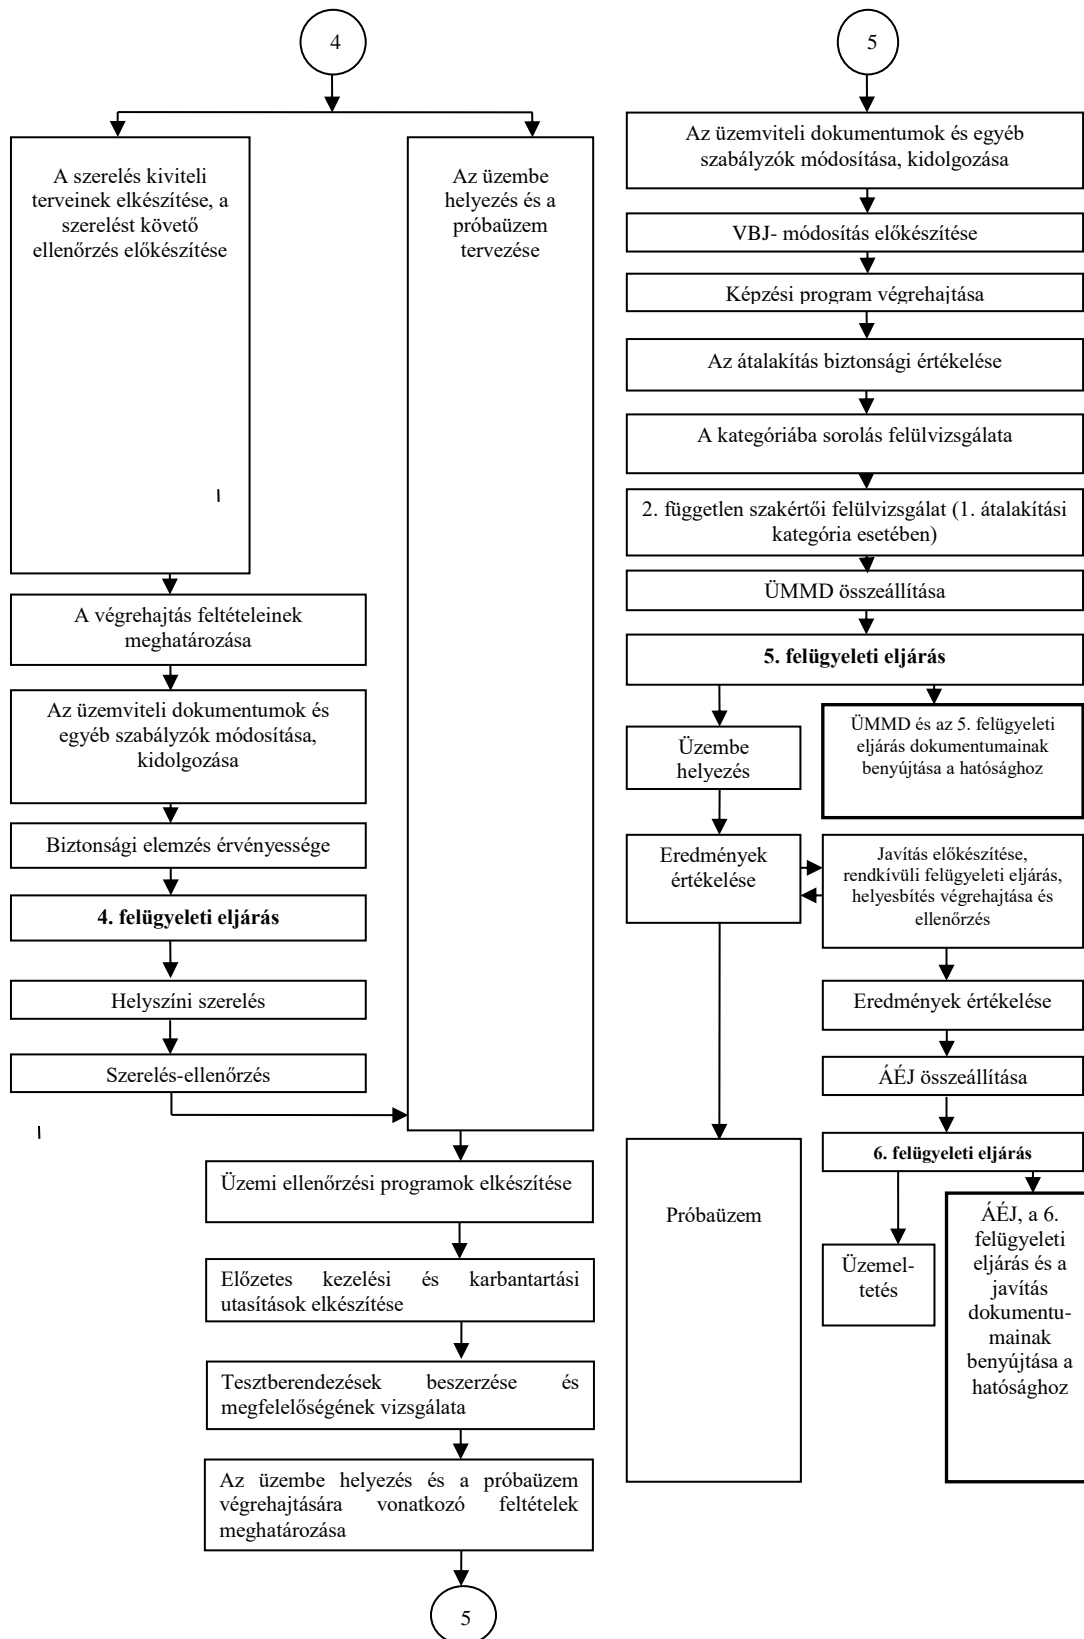 4
A szerelés kiviteli
terveinek elkészítése, a
szerelést követő
ellenőrzés előkészítése
Az üzembe
helyezés és a
próbaüzem
tervezése
A végrehajtás feltételeinek
meghatározása
Az üzemviteli dokumentumok és
egyéb szabályzók módosítása,
kidolgozása
Biztonsági elemzés érvényessége
4. felügyeleti eljárás
Helyszíni szerelés
Szerelés-ellenőrzés
Üzemi ellenőrzési programok elkészítése
Előzetes kezelési és karbantartási
utasítások elkészítése
Tesztberendezések beszerzése és
megfelelőségének vizsgálata
Az üzembe helyezés és a próbaüzem
végrehajtására vonatkozó feltételek
meghatározása
5
5
Az üzemviteli dokumentumok és egyéb
szabályzók módosítása, kidolgozása
VBJ- módosítás előkészítése
Képzési program végrehajtása
Az átalakítás biztonsági értékelése
A kategóriába sorolás felülvizsgálata
2. független szakértői felülvizsgálat (1. átalakítási
kategória esetében)
ÜMMD összeállítása
5. felügyeleti eljárás
Üzembe
helyezés
ÜMMD és az 5. felügyeleti
eljárás dokumentumainak
benyújtása a hatósághoz
Eredmények
értékelése
Javítás előkészítése,
rendkívüli felügyeleti eljárás,
helyesbítés végrehajtása és
ellenőrzés
Eredmények értékelése
ÁÉJ összeállítása
6. felügyeleti eljárás
Próbaüzem
Üzemel-
tetés
ÁÉJ, a 6.
felügyeleti
eljárás és a
javítás
dokumentu-
mainak
benyújtása a
hatósághoz